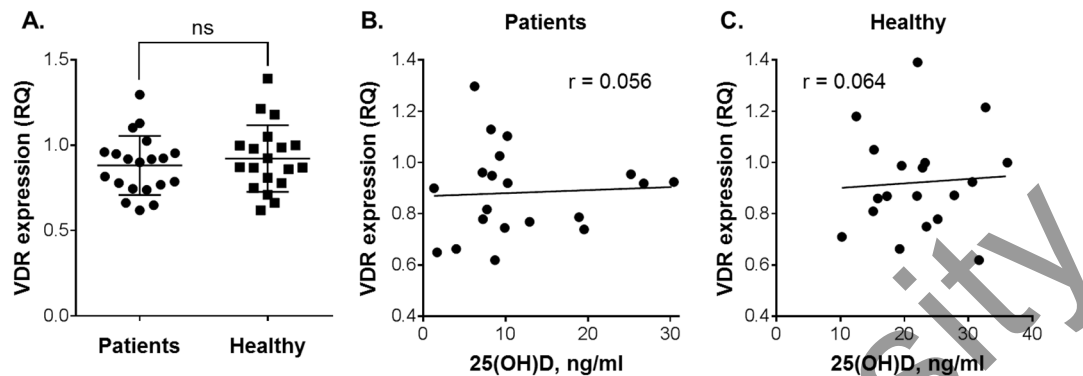 A.
ns
VDR expression (RQ)
1.5
1.0
0.5
0.0
Patients Healthy
B.
Patients
r = 0.056
VDR expression (RQ)
1.4
1.2
1.0
0.8
0.6
0.4
0 10 20 30
25(OH)D, ng/ml
C.
Healthy
r = 0.064
VDR expression (RQ)
1.4
1.2
1.0
0.8
0.6
0.4
0 10 20 30 40
25(OH)D, ng/ml
sity